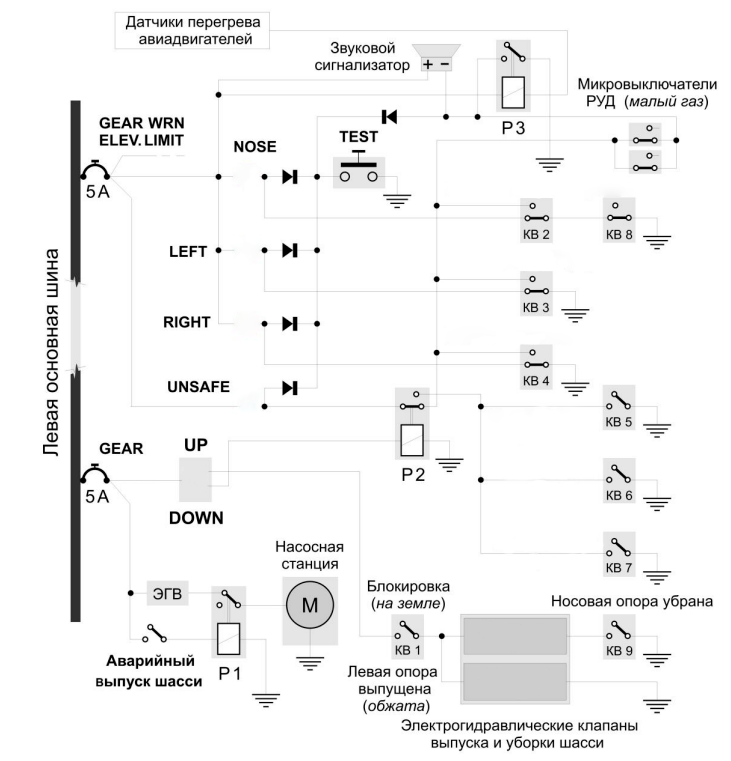 Датчики перегрева
авиадвигателей
Звуковой
сигнализатор
+ −
P3
Микровыключатели
РУД (малый газ)
GEAR WRN
ELEV. LIMIT
5 А
NOSE
TEST
КВ 2
КВ 8
LEFT
КВ 3
RIGHT
КВ 4
UNSAFE
КВ 5
Левая основная шина
P2
GEAR
5 А
UP
DOWN
КВ 6
КВ 7
Насосная
станция
ЭГВ
М
Аварийный
выпуск шасси
P1
Блокировка
(на земле)
КВ 1
Левая опора
выпущена
(обжата)
Носовая опора убрана
КВ 9
Электрогидравлические клапаны
выпуска и уборки шасси